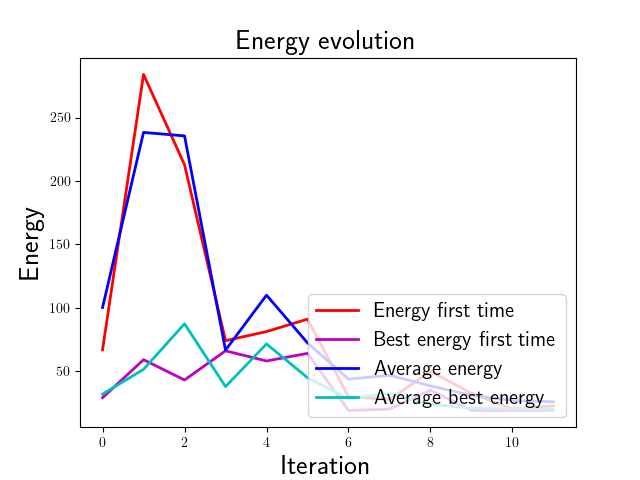 Energy evolution
Energy
250
200
150
100
50
Energy first time
Best energy first time
Average energy
Average best energy
0 2 4 6 8 10
Iteration